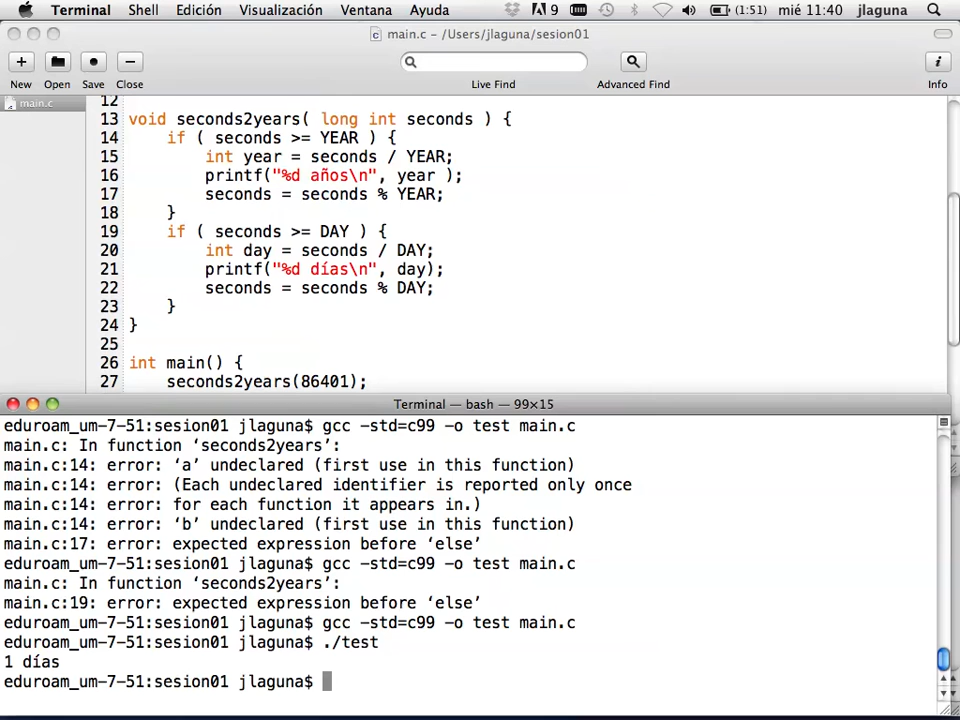 Terminal Shell Edición Visualización Ventana Ayuda 9 (1:51) mié 11:40 jlaguna
main.c – /Users/jlaguna/sesion01
New Open Save Close Live Find Advanced Find Info
main.c
12
13 void seconds2years( long int seconds ) {
14 if ( seconds >= YEAR ) {
15 int year = seconds / YEAR;
16 printf("%d años\n", year );
17 seconds = seconds % YEAR;
18 }
19 if ( seconds >= DAY ) {
20 int day = seconds / DAY;
21 printf("%d días\n", day);
22 seconds = seconds % DAY;
23 }
24 }
25
26 int main() {
27 seconds2years(86401);
Terminal — bash — 99×15
eduroam_um-7-51:sesion01 jlaguna$ gcc -std=c99 -o test main.c
main.c: In function ‘seconds2years’:
main.c:14: error: ‘a’ undeclared (first use in this function)
main.c:14: error: (Each undeclared identifier is reported only once
main.c:14: error: for each function it appears in.)
main.c:14: error: ‘b’ undeclared (first use in this function)
main.c:17: error: expected expression before ‘else’
eduroam_um-7-51:sesion01 jlaguna$ gcc -std=c99 -o test main.c
main.c: In function ‘seconds2years’:
main.c:19: error: expected expression before ‘else’
eduroam_um-7-51:sesion01 jlaguna$ gcc -std=c99 -o test main.c
eduroam_um-7-51:sesion01 jlaguna$ ./test
1 días
eduroam_um-7-51:sesion01 jlaguna$